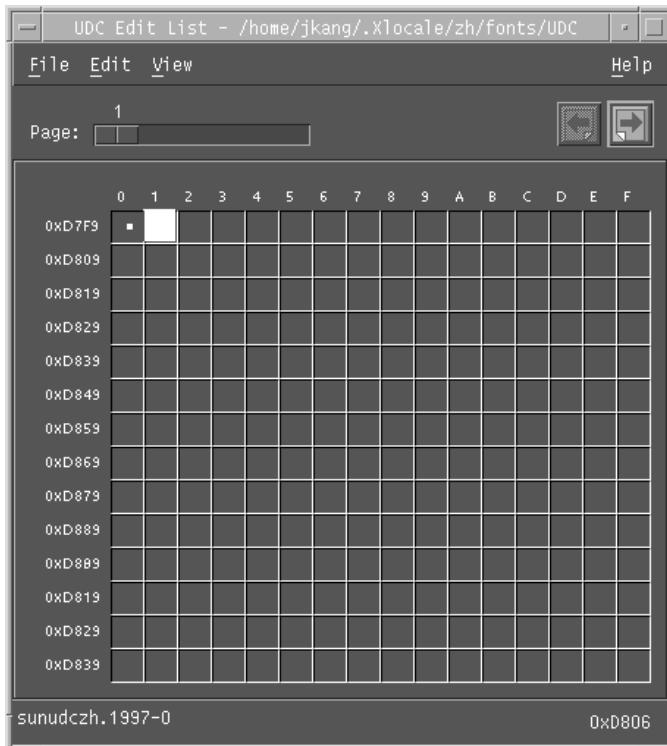 UDC Edit List - /home/jkang/.Xlocale/zh/fonts/UDC
File Edit View Help
1
Page:
0 1 2 3 4 5 6 7 8 9 A B C D E F
0xD7F9
0xD809
0xD819
0xD829
0xD839
0xD849
0xD859
0xD869
0xD879
0xD889
0xD889
0xD819
0xD829
0xD839
sunudczh.1997-0 0xD806